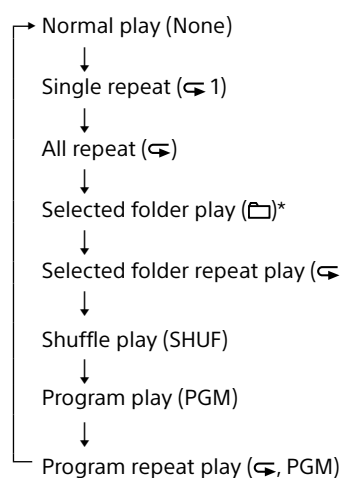 Normal play (None)
Single repeat (1)
All repeat ()
Selected folder play ()*
Selected folder repeat play (
Shuffle play (SHUF)
Program play (PGM)
Program repeat play (, PGM)